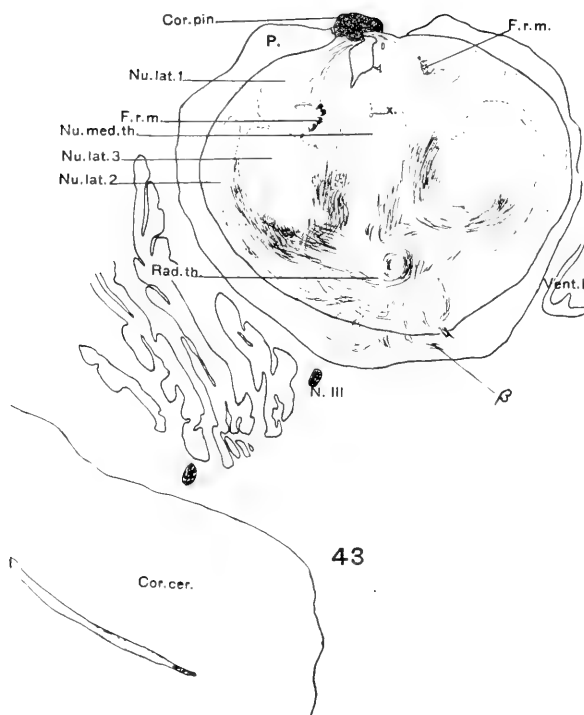 Cor.pin
P.
F.r.m.
Nu.lat.1
F.r.m.
x.
Nu.med.th.
Nu.lat.3
Nu.lat.2
Rad.th.
Vent.l
β
N. III
43
Cor.cer.